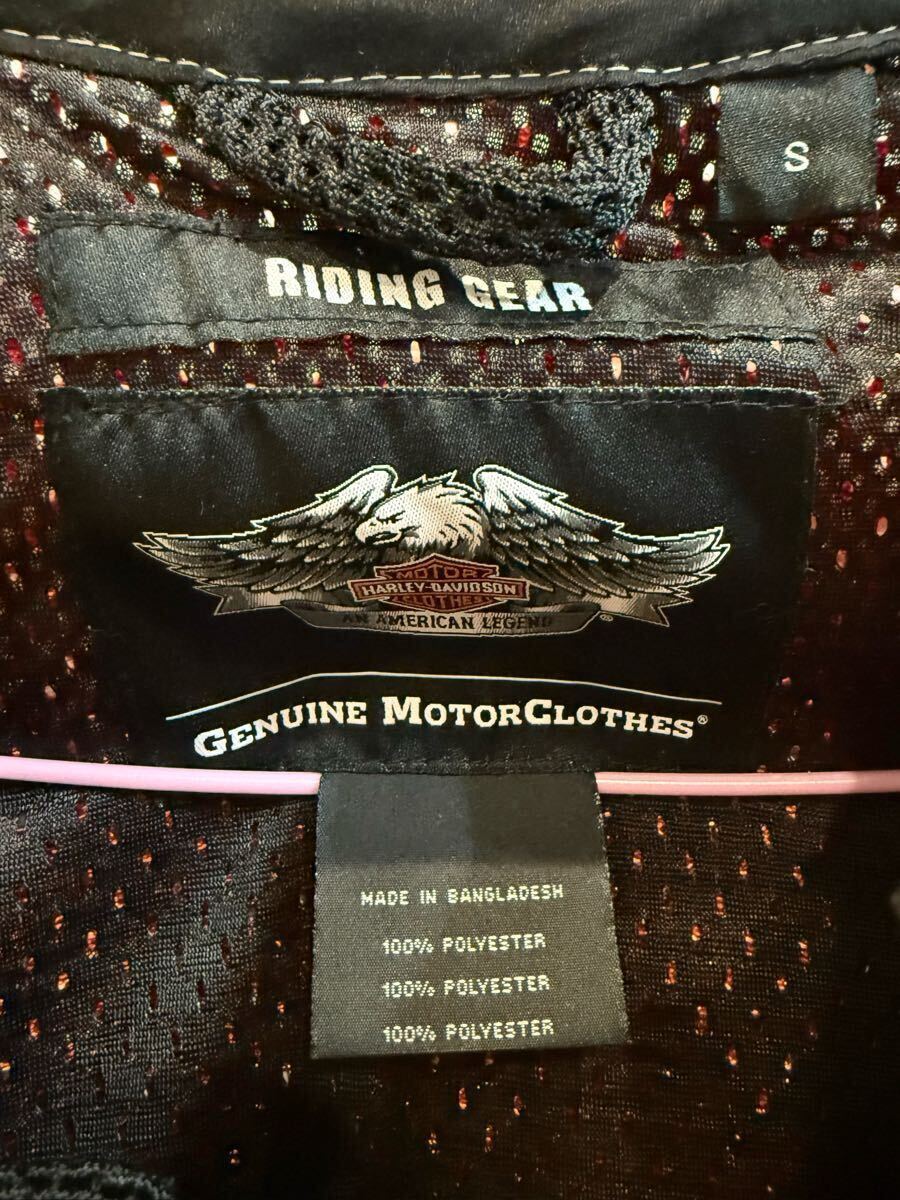 S
RIDING GEAR
MOTOR
HARLEY-DAVIDSON
CLOTHES
AN AMERICAN LEGEND
®
GENUINE MOTORCLOTHES®
MADE IN BANGLADESH
100% POLYESTER
100% POLYESTER
100% POLYESTER